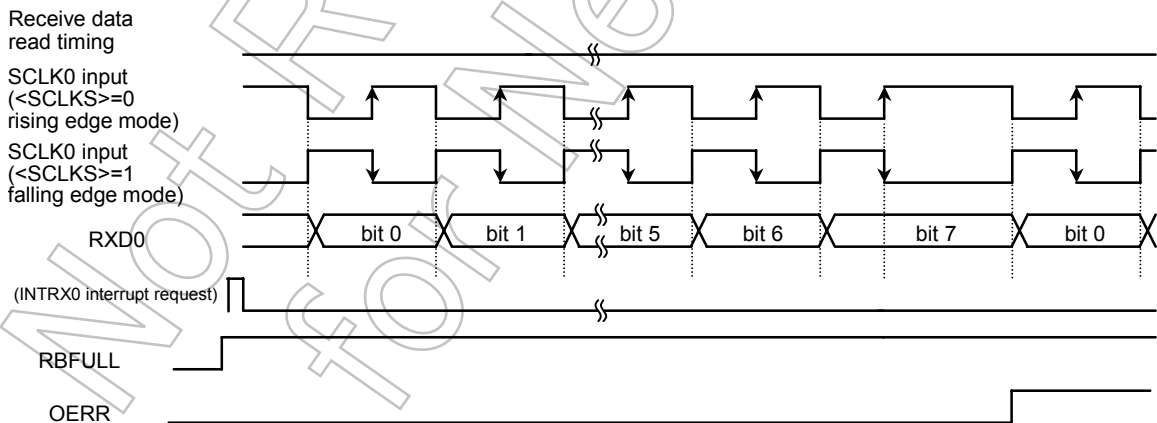 Receive data
read timing
SCLK0 input
(<SCLKS>=0
rising edge mode)
SCLK0 input
(<SCLKS>=1
falling edge mode)
RXD0
bit 0
bit 1
bit 5
bit 6
bit 7
bit 0
(INTRX0 interrupt request)
RBFULL
OERR